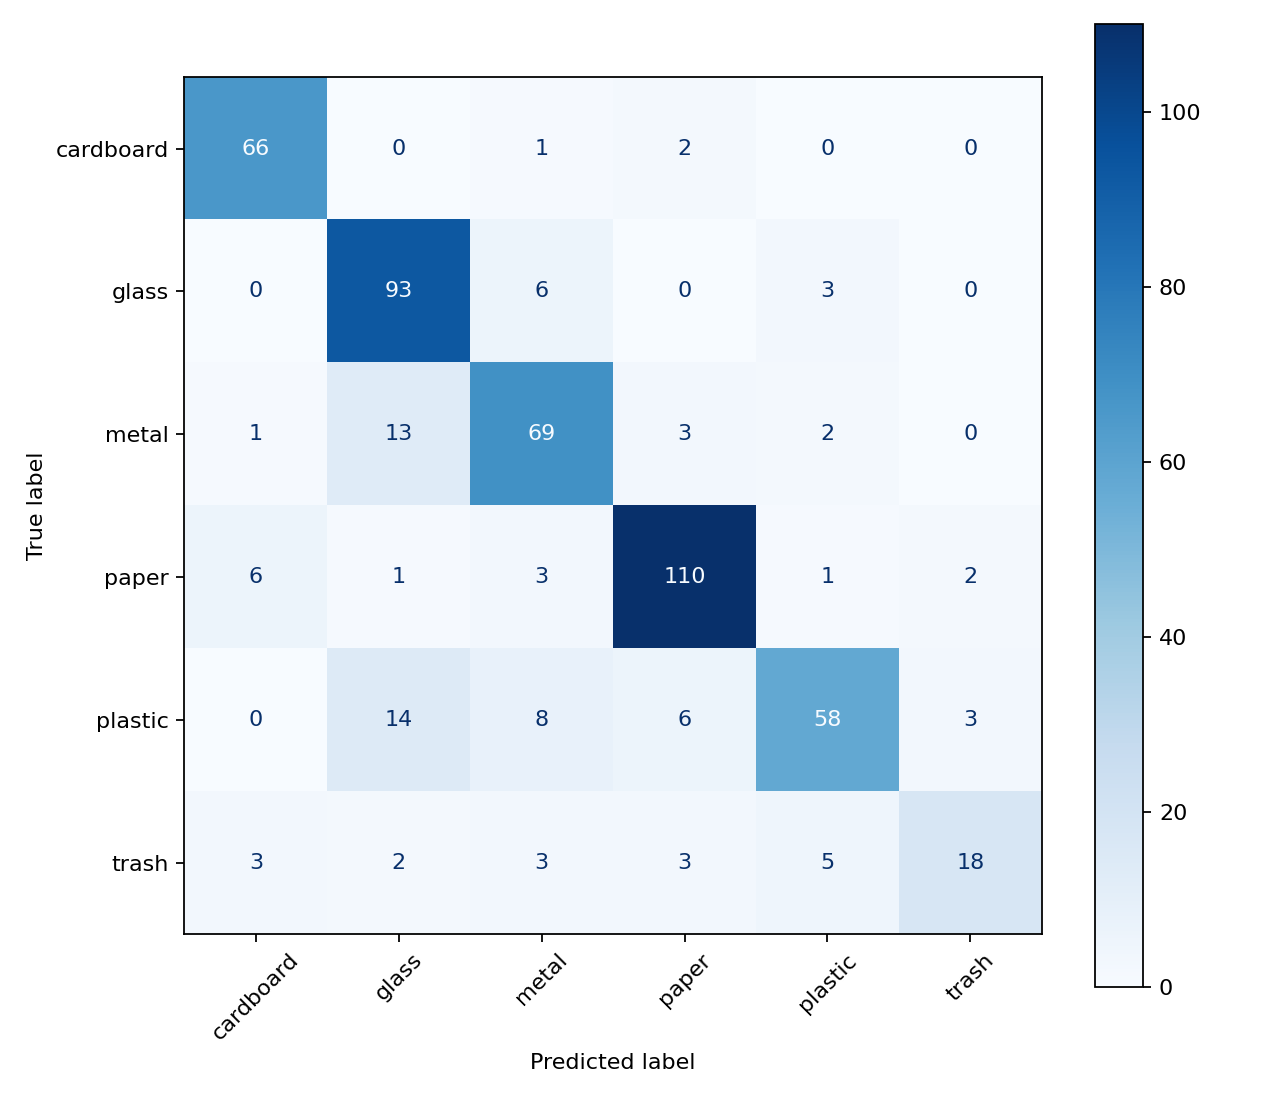 100
cardboard 66 0 1 2 0 0
80
glass 0 93 6 0 3 0
metal 1 13 69 3 2 0
60
True label
paper 6 1 3 110 1 2
40
plastic 0 14 8 6 58 3
20
trash 3 2 3 3 5 18
0
cardboard glass metal paper plastic trash
Predicted label